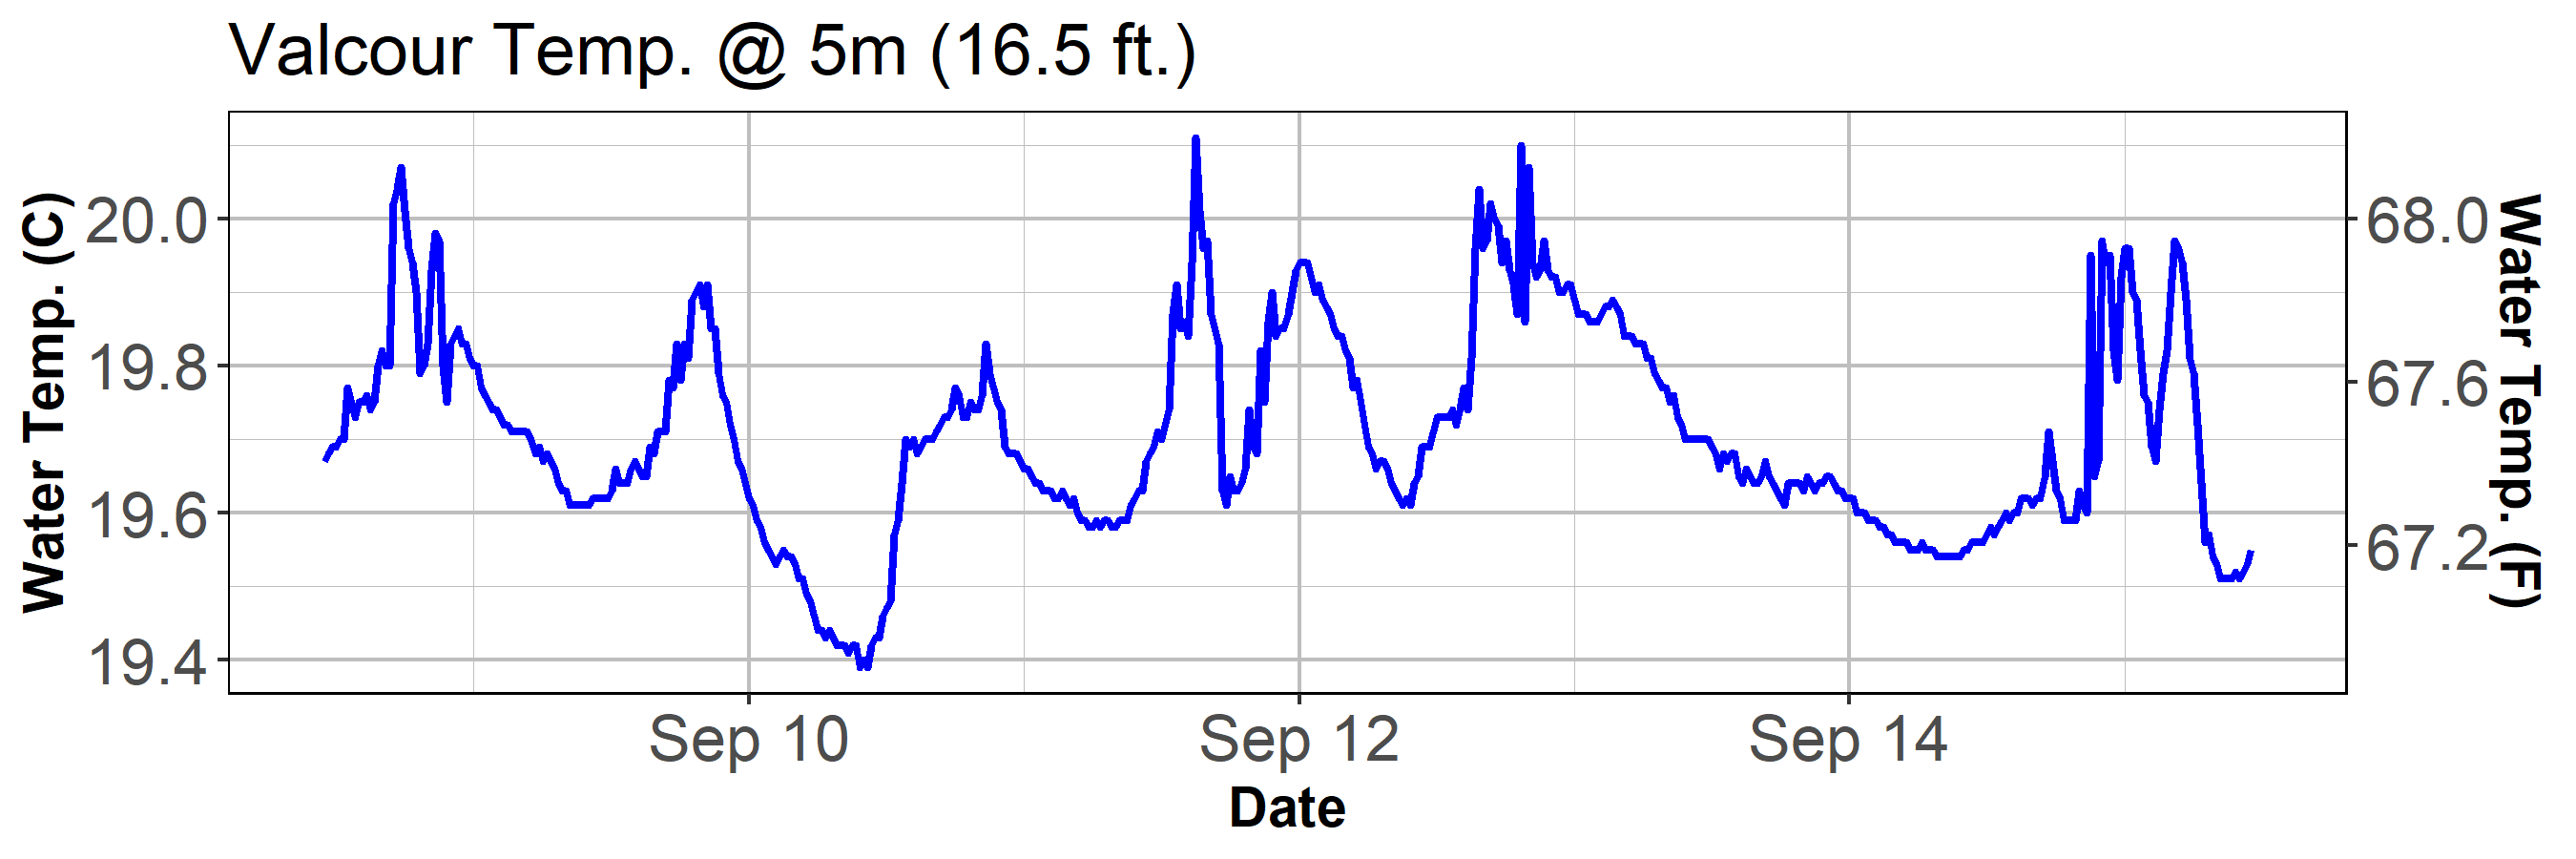 Valcour Temp. @ 5m (16.5 ft.)
Water Temp. (C)
20.0
19.8
19.6
19.4
68.0
67.6
67.2
Water Temp. (F)
Sep 10
Sep 12
Sep 14
Date